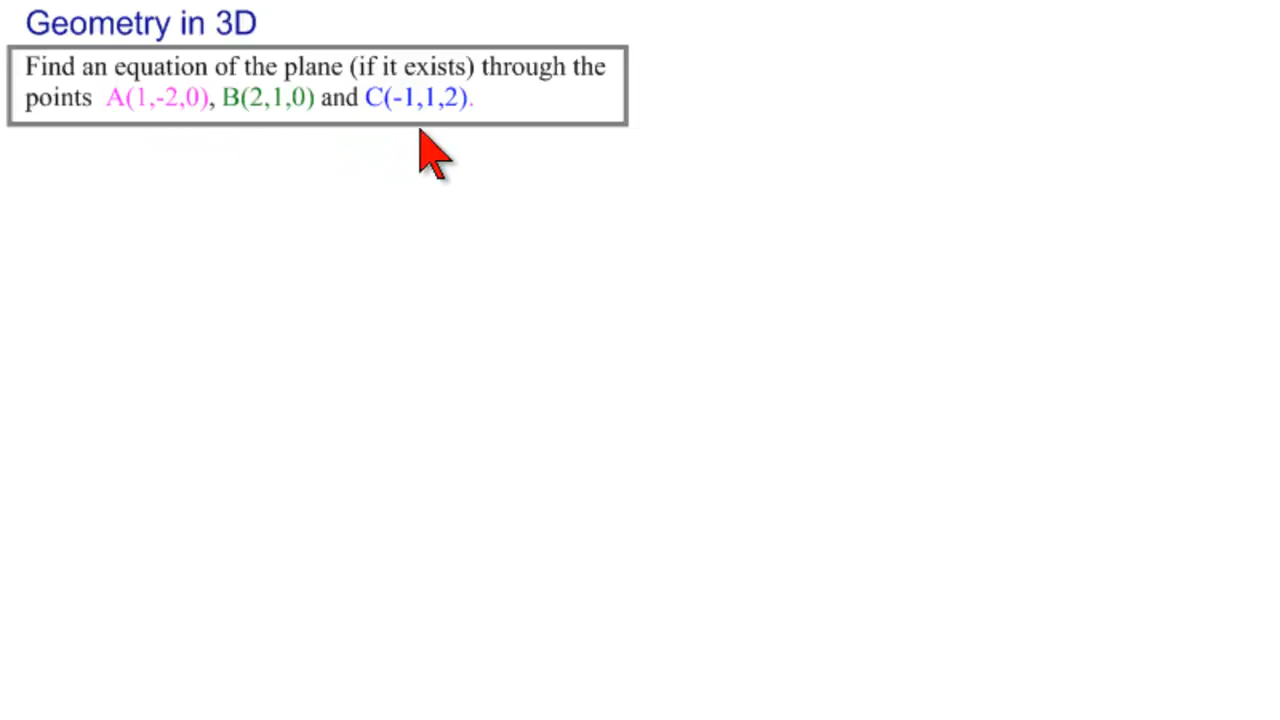 Geometry in 3D
Find an equation of the plane (if it exists) through the
points A(1,-2,0), B(2,1,0) and C(-1,1,2).